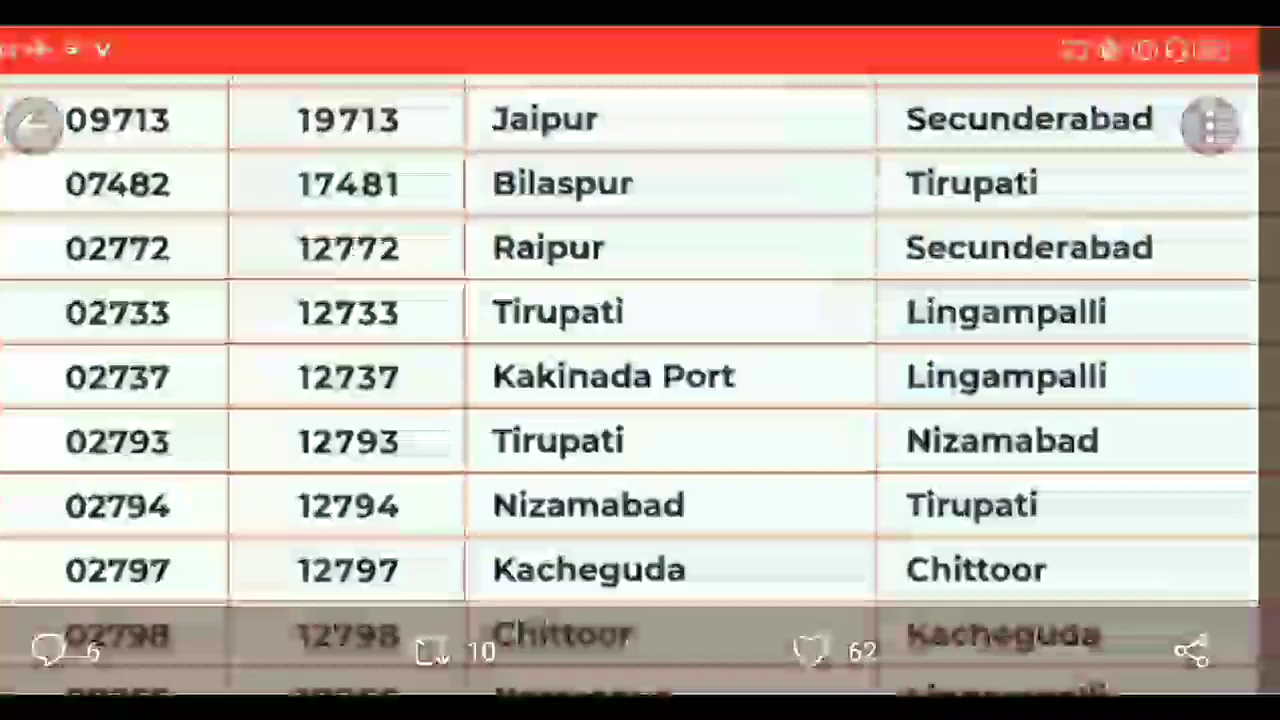 09713 19713 Jaipur Secunderabad
07482 17481 Bilaspur Tirupati
02772 12772 Raipur Secunderabad
02733 12733 Tirupati Lingampalli
02737 12737 Kakinada Port Lingampalli
02793 12793 Tirupati Nizamabad
02794 12794 Nizamabad Tirupati
02797 12797 Kacheguda Chittoor
02798 12798 Chittoor Kacheguda
6 10 62